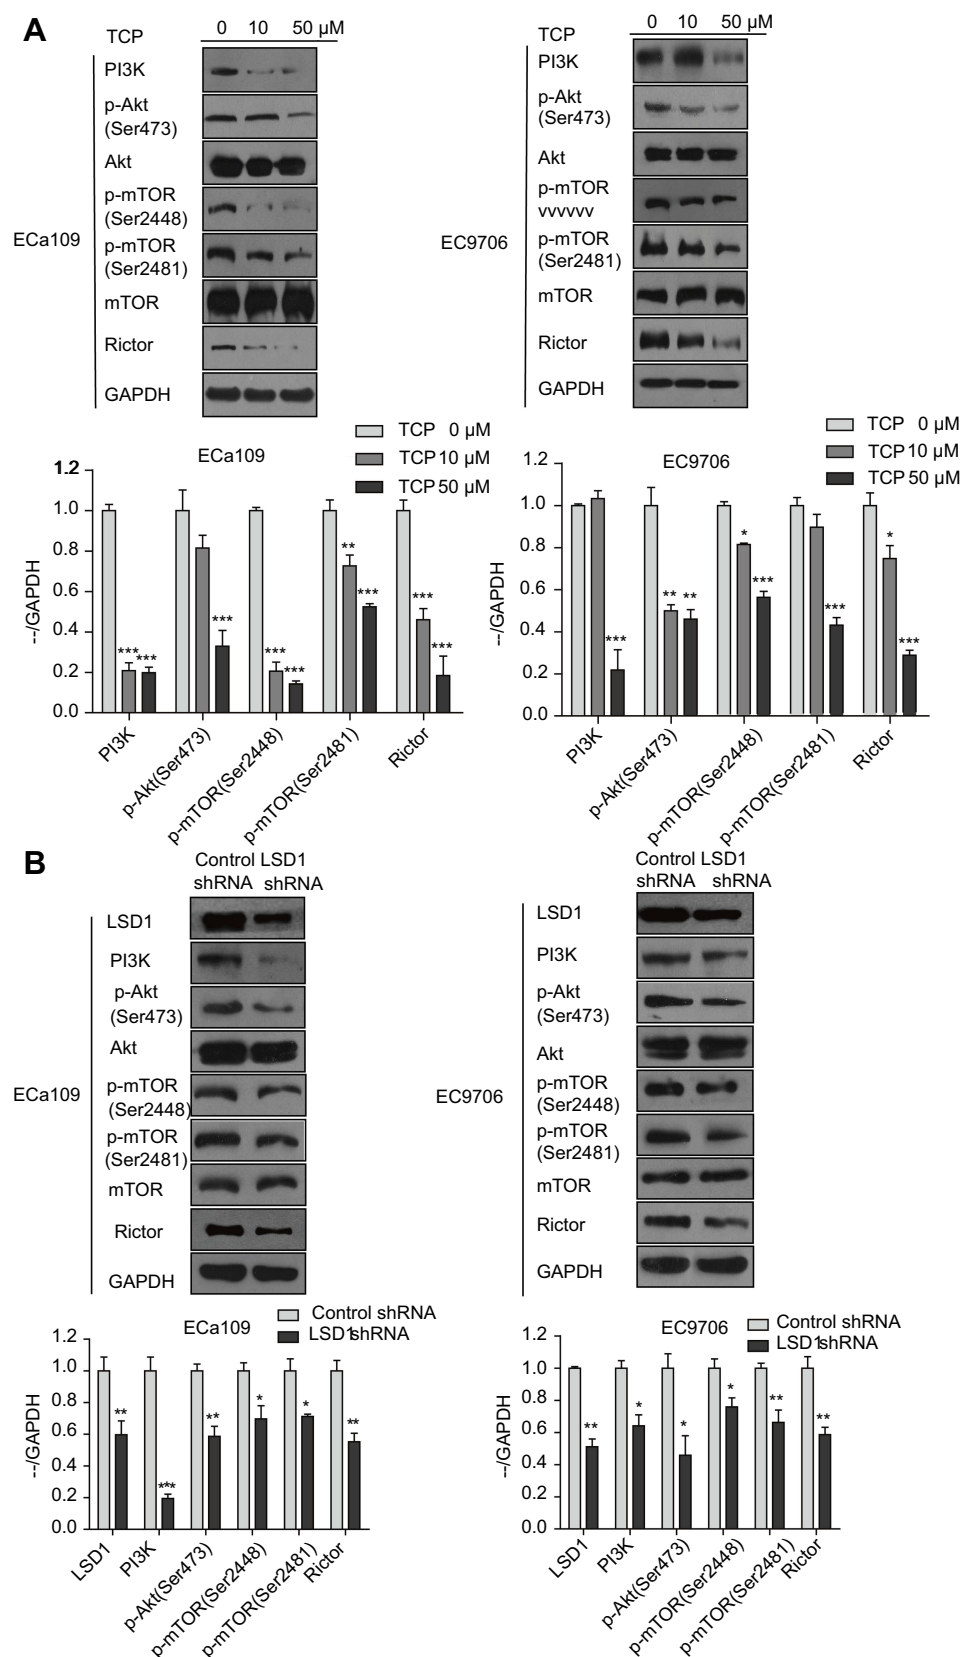 A
TCP 0 10 50 µM
PI3K
p-Akt
(Ser473)
Akt
p-mTOR
(Ser2448)
p-mTOR
(Ser2481)
mTOR
Rictor
GAPDH
ECa109
TCP 0 10 50 µM
PI3K
p-Akt
(Ser473)
Akt
p-mTOR
vvvvvv
p-mTOR
(Ser2481)
mTOR
Rictor
GAPDH
EC9706
TCP 0 µM
TCP 10 µM
TCP 50 µM
ECa109
--/GAPDH
1.2
1.0
0.8
0.6
0.4
0.2
0.0
*** ***
***
*** ***
** ***
*** ***
PI3K
p-Akt(Ser473)
p-mTOR(Ser2448)
p-mTOR(Ser2481)
Rictor
TCP 0 µM
TCP 10 µM
TCP 50 µM
EC9706
--/GAPDH
1.2
1.0
0.8
0.6
0.4
0.2
0.0
***
** **
* ***
***
* ***
PI3K
p-Akt(Ser473)
p-mTOR(Ser2448)
p-mTOR(Ser2481)
Rictor
B
Control LSD1
shRNA shRNA
LSD1
PI3K
p-Akt
(Ser473)
Akt
p-mTOR
(Ser2448)
p-mTOR
(Ser2481)
mTOR
Rictor
GAPDH
ECa109
Control LSD1
shRNA shRNA
LSD1
PI3K
p-Akt
(Ser473)
Akt
p-mTOR
(Ser2448)
p-mTOR
(Ser2481)
mTOR
Rictor
GAPDH
EC9706
Control shRNA
LSD1shRNA
ECa109
--/GAPDH
1.2
1.0
0.8
0.6
0.4
0.2
0.0
** *** ** * * **
LSD1
PI3K
p-Akt(Ser473)
p-mTOR(Ser2448)
p-mTOR(Ser2481)
Rictor
Control shRNA
LSD1shRNA
EC9706
--/GAPDH
1.2
1.0
0.8
0.6
0.4
0.2
0.0
** * * * ** **
LSD1
PI3K
p-Akt(Ser473)
p-mTOR(Ser2448)
p-mTOR(Ser2481)
Rictor